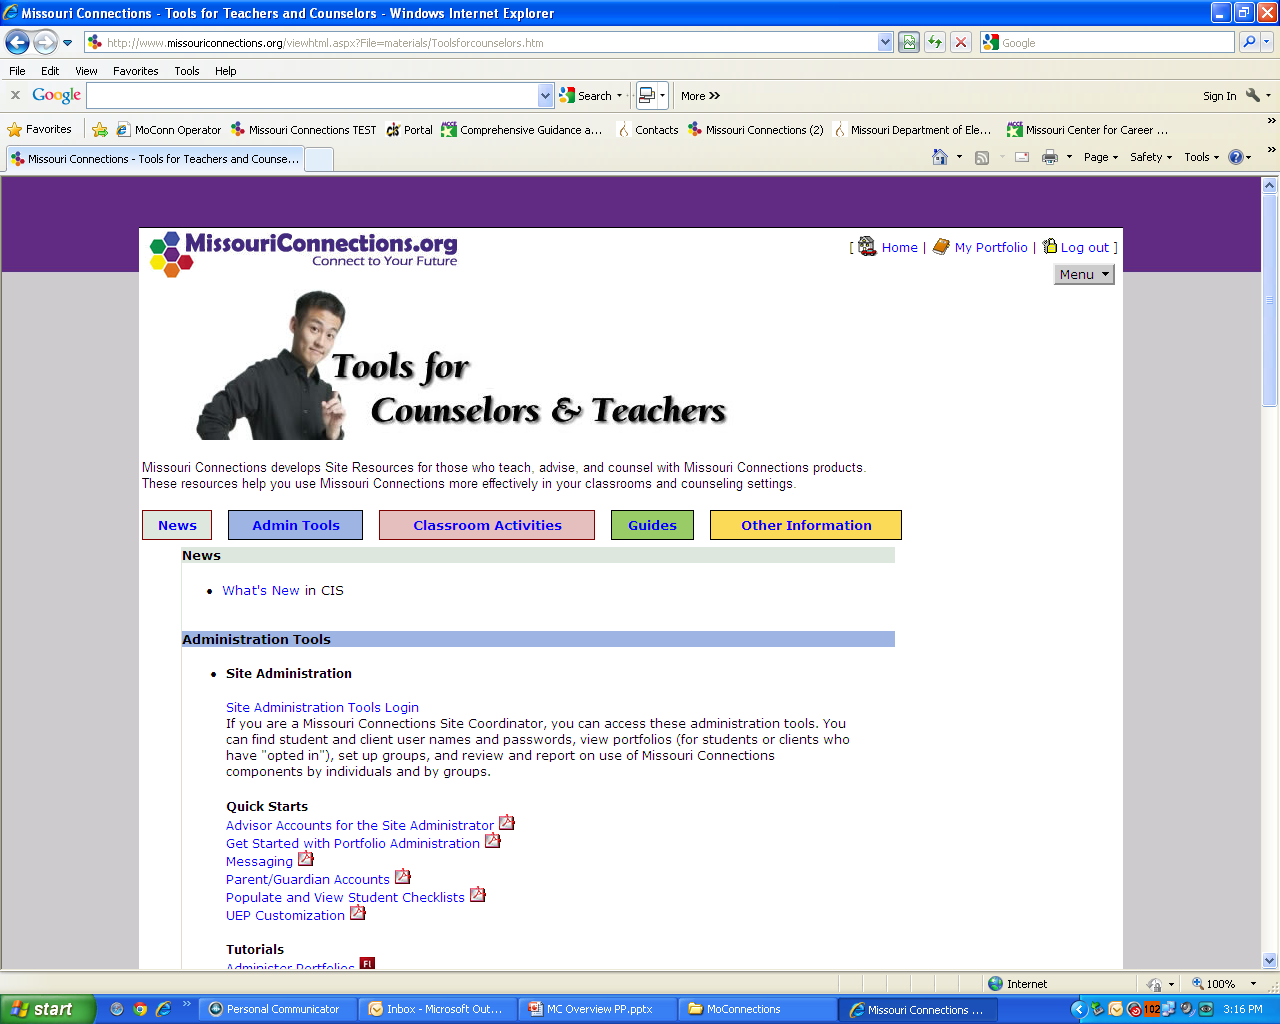 Missouri Connections - Tools for Teachers and Counselors - Windows Internet Explorer
http://www.missouriconnections.org/viewhtml.aspx?File=materials/Toolsforcounselors.htm
Google
File Edit View Favorites Tools Help
x Google Search More » Sign In
Favorites MoConn Operator Missouri Connections TEST cis Portal Comprehensive Guidance a... Contacts Missouri Connections (2) Missouri Department of Ele... Missouri Center for Career ... »
Missouri Connections - Tools for Teachers and Counse... Page Safety Tools »
MissouriConnections.org
Connect to Your Future
[ Home | My Portfolio | Log out ]
Menu
Tools for
Counselors & Teachers
Missouri Connections develops Site Resources for those who teach, advise, and counsel with Missouri Connections products.
These resources help you use Missouri Connections more effectively in your classrooms and counseling settings.
News Admin Tools Classroom Activities Guides Other Information
News
• What's New in CIS
Administration Tools
• Site Administration
Site Administration Tools Login
If you are a Missouri Connections Site Coordinator, you can access these administration tools. You
can find student and client user names and passwords, view portfolios (for students or clients who
have "opted in"), set up groups, and review and report on use of Missouri Connections
components by individuals and by groups.
Quick Starts
Advisor Accounts for the Site Administrator
Get Started with Portfolio Administration
Messaging
Parent/Guardian Accounts
Populate and View Student Checklists
UEP Customization
Tutorials
Administer Portfolios
Internet 100%
start » Personal Communicator Inbox - Microsoft Out... MC Overview PP.pptx MoConnections Missouri Connections ... 102 3:16 PM